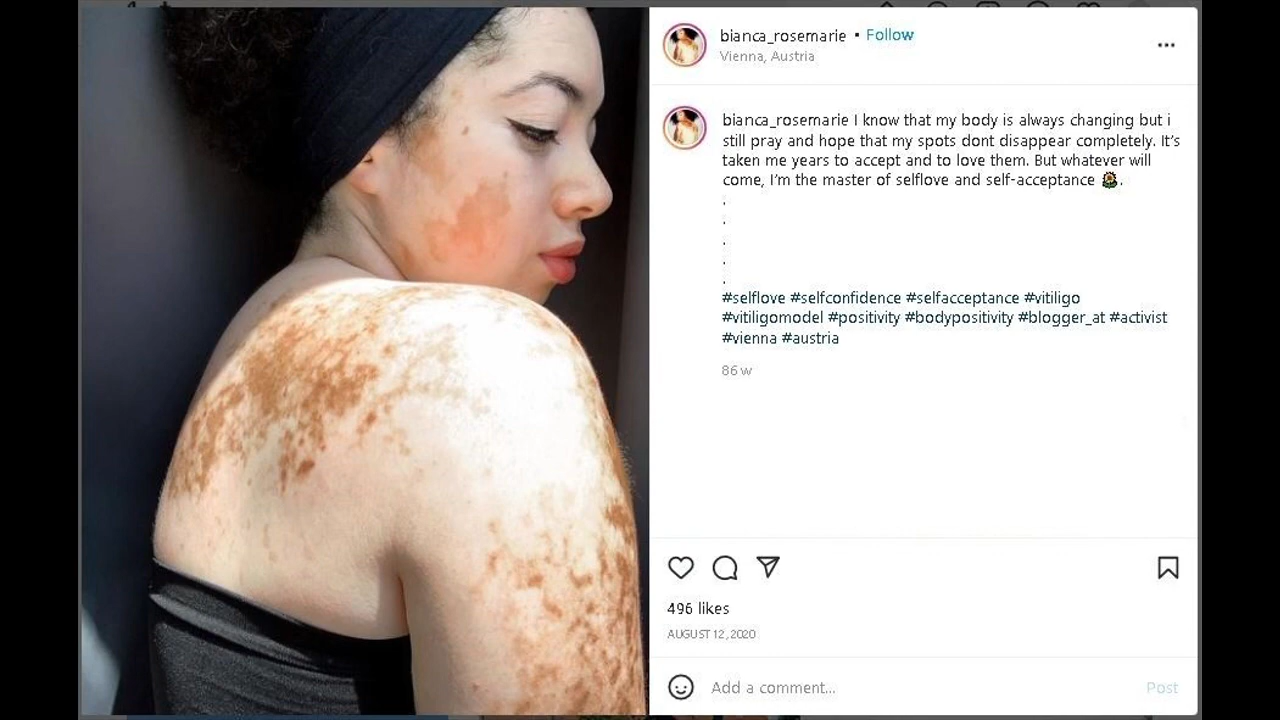 bianca_rosemarie • Follow
Vienna, Austria
bianca_rosemarie I know that my body is always changing but i
still pray and hope that my spots dont disappear completely. It's
taken me years to accept and to love them. But whatever will
come, I'm the master of selflove and self-acceptance 🌻.
.
.
.
.
.
#selflove #selfconfidence #selfacceptance #vitiligo
#vitiligomodel #positivity #bodypositivity #blogger_at #activist
#vienna #austria
86 w
496 likes
AUGUST 12, 2020
Add a comment...
Post